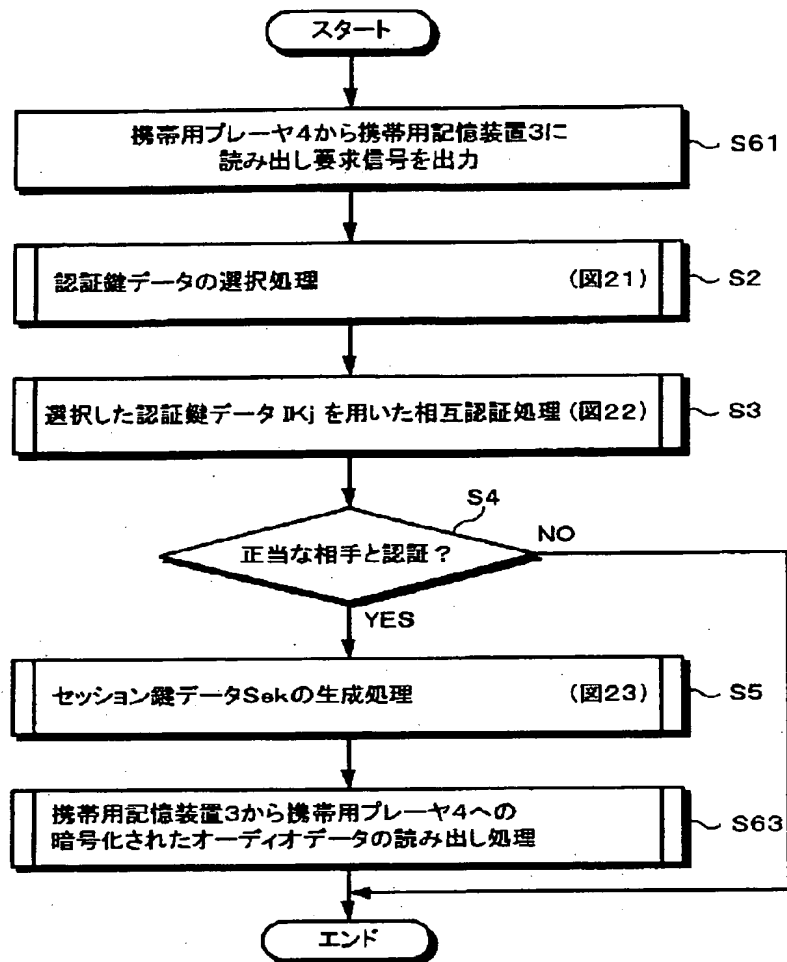 スタート
携帯用プレーヤ4から携帯用記憶装置3に
読み出し要求信号を出力
S61
認証鍵データの選択処理 (図21)
S2
選択した認証鍵データ IKj を用いた相互認証処理(図22)
S3
S4
正当な相手と認証?
NO
YES
セッション鍵データSekの生成処理 (図23)
S5
携帯用記憶装置3から携帯用プレーヤ4への
暗号化されたオーディオデータの読み出し処理
S63
エンド